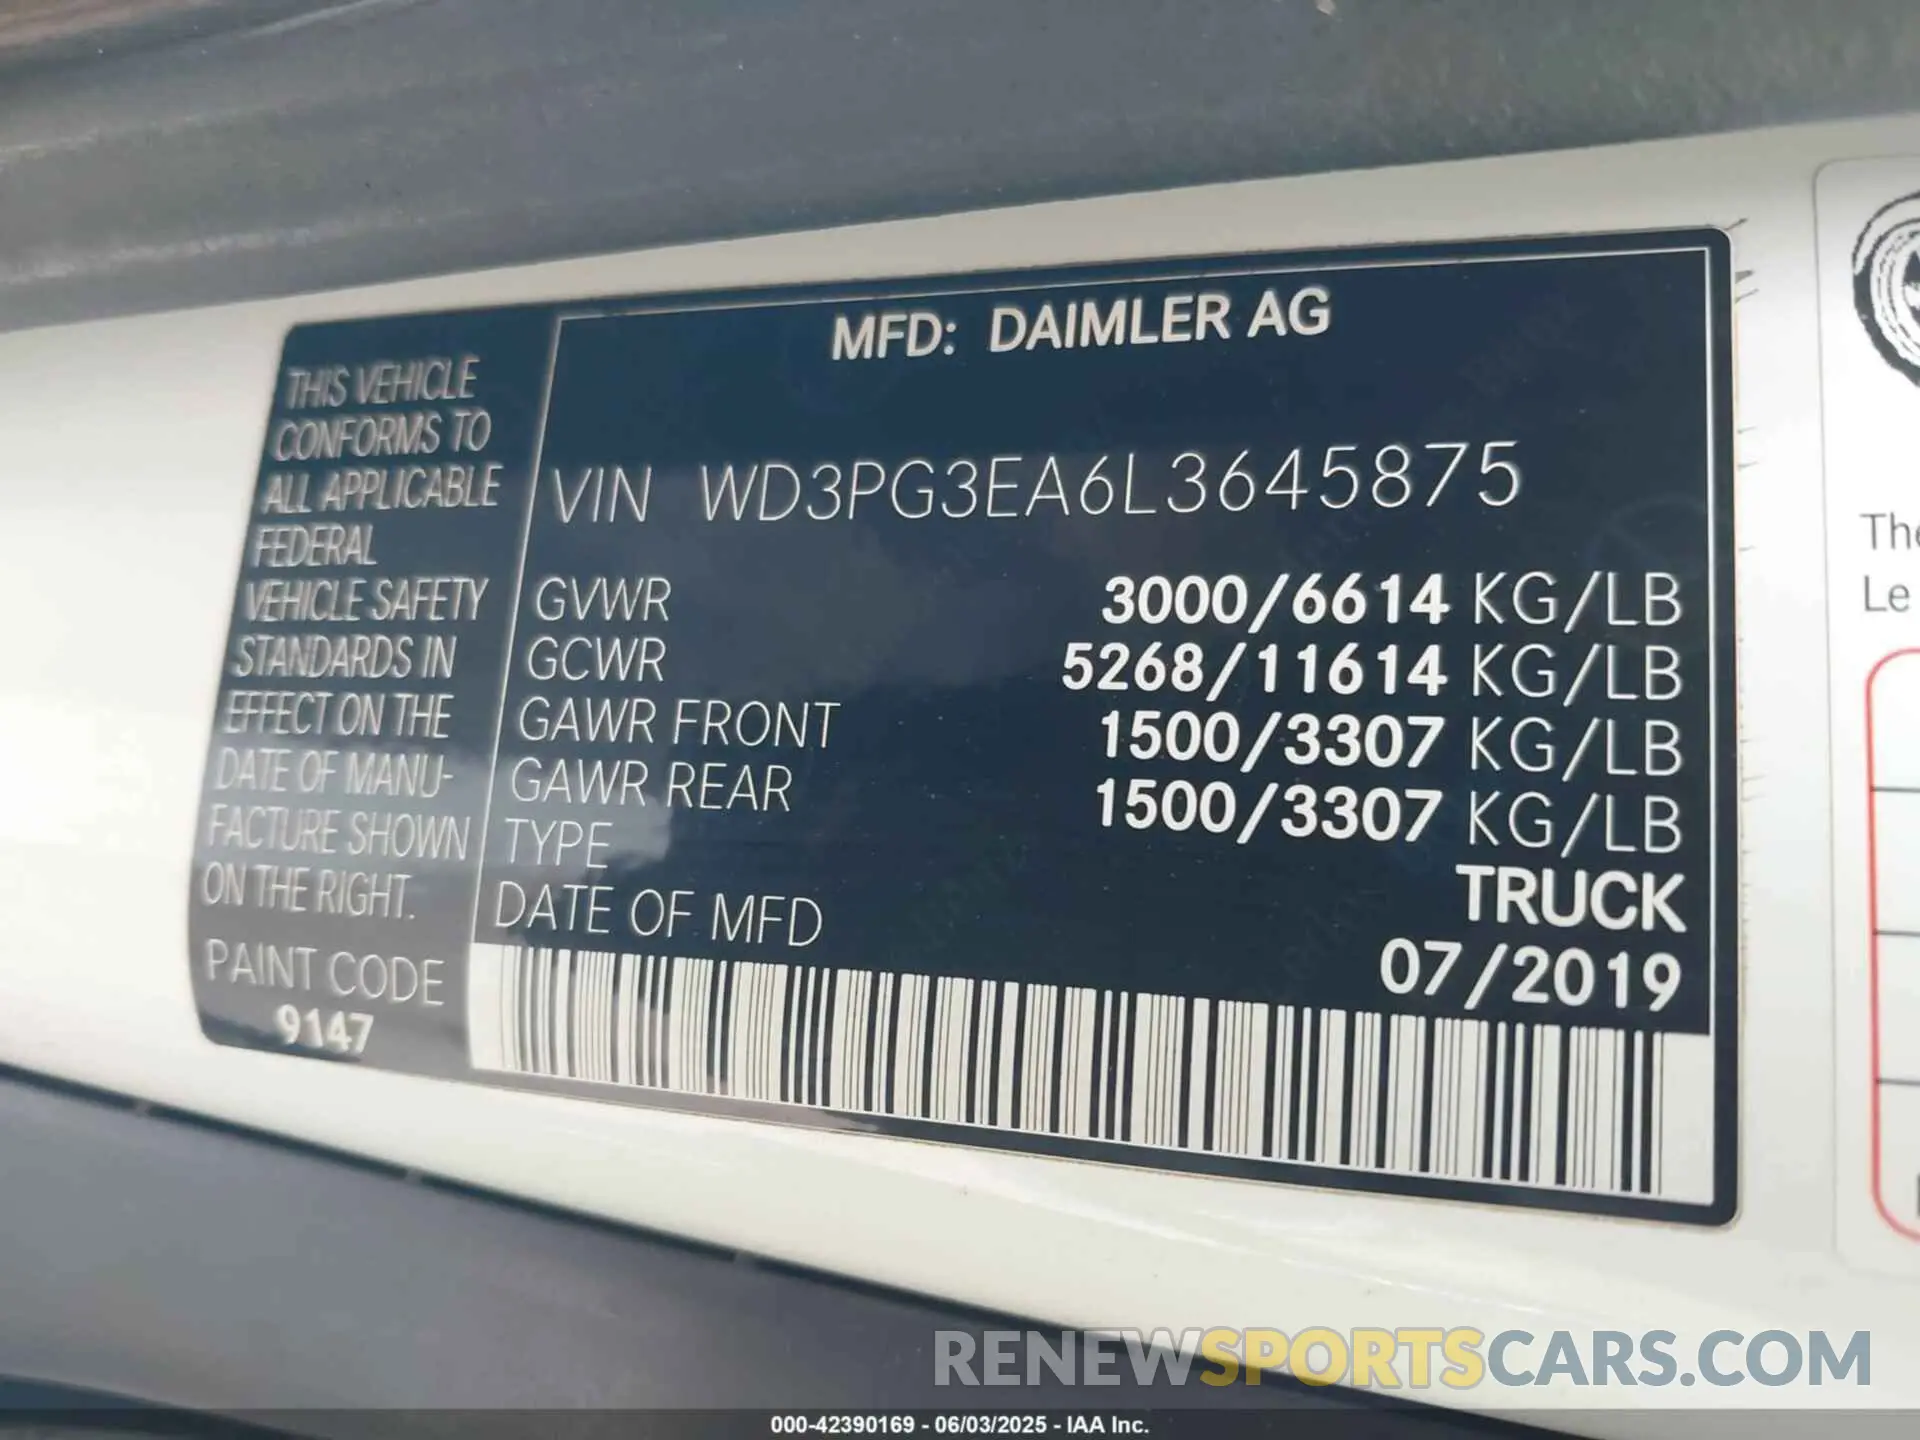 MFD: DAIMLER AG
THIS VEHICLE
CONFORMS TO
ALL APPLICABLE
FEDERAL
VEHICLE SAFETY
STANDARDS IN
EFFECT ON THE
DATE OF MANU-
FACTURE SHOWN
ON THE RIGHT.
PAINT CODE
9147
VIN WD3PG3EA6L3645875
GVWR 3000/6614 KG/LB
GCWR 5268/11614 KG/LB
GAWR FRONT 1500/3307 KG/LB
GAWR REAR 1500/3307 KG/LB
TYPE TRUCK
DATE OF MFD 07/2019
Le
RENEWSPORTSCARS.COM
000-42390169 - 06/03/2025 - IAA Inc.